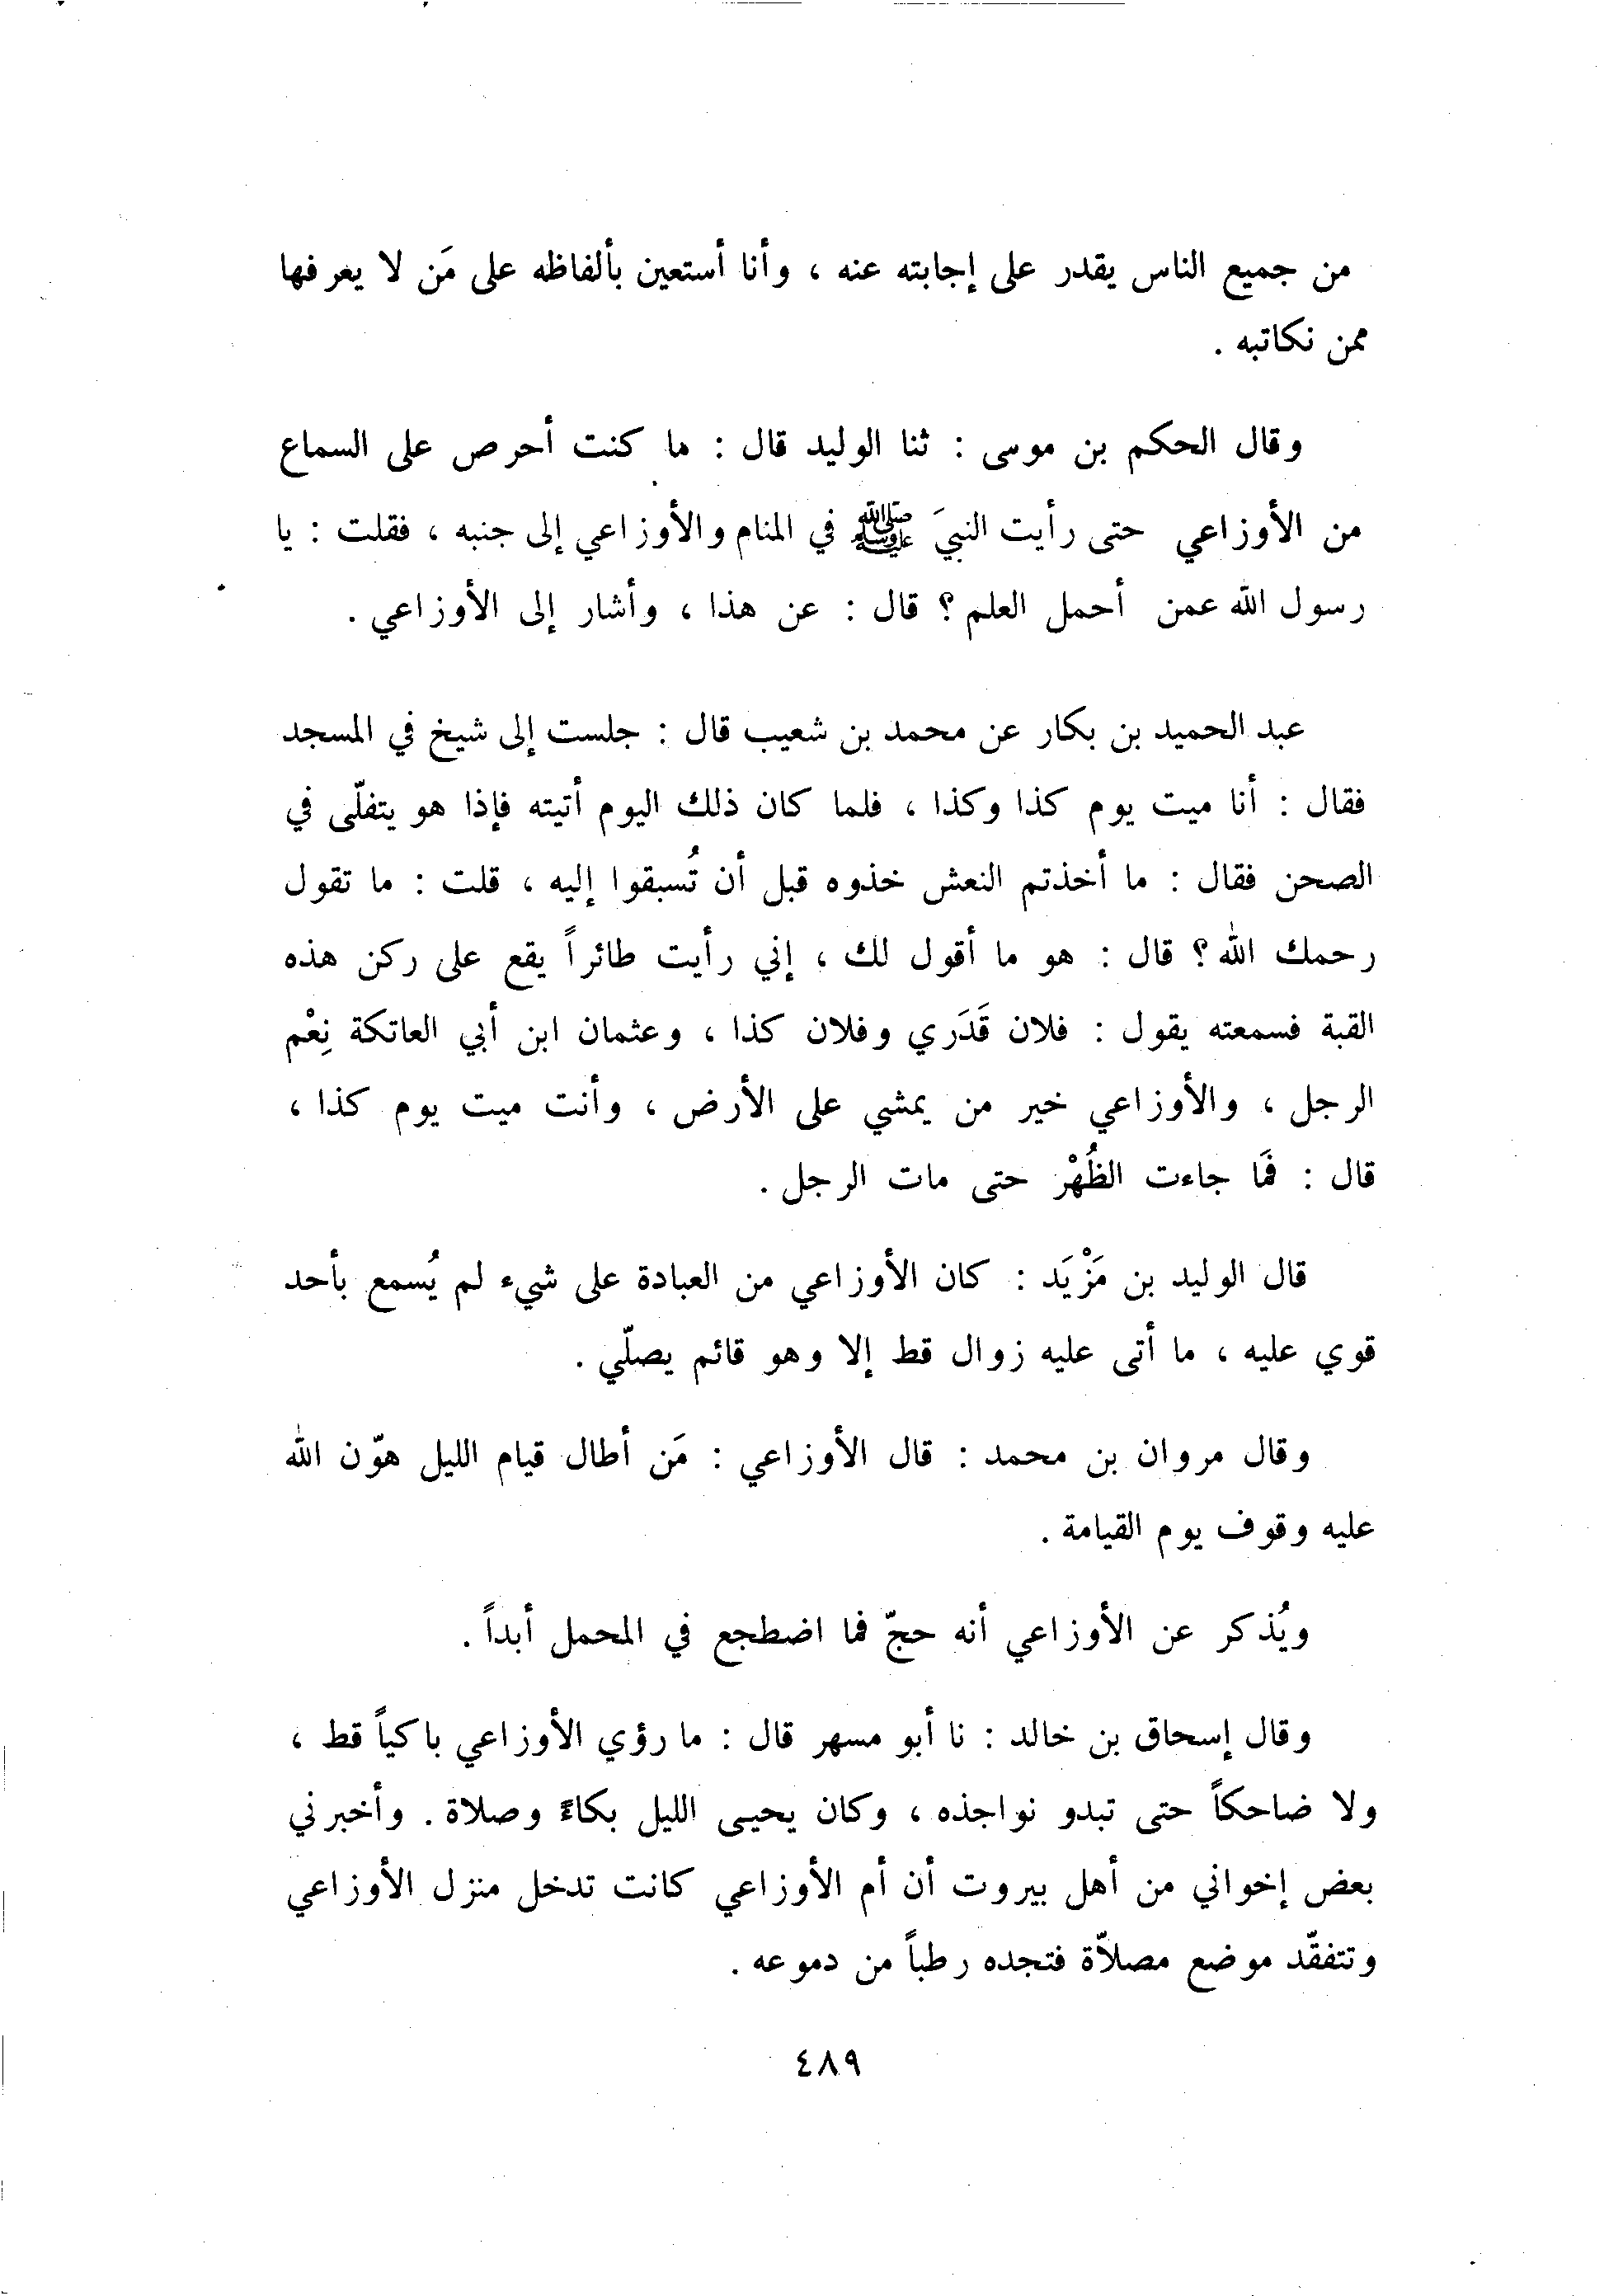 من جميع الناس يقدر على إجابته عنه ، وأنا أستعين بألفاظه على مَن لا يعرفها
ممن نكاتبه .
وقال الحكم بن موسى : ثنا الوليد قال : ما كنت أحرص على السماع
من الأوزاعي حتى رأيت النبيَ ﷺ في المنام والأوزاعي إلى جنبه ، فقلت : يا
رسول الله عمن أحمل العلم ؟ قال : عن هذا ، وأشار إلى الأوزاعي .
عبد الحميد بن بكار عن محمد بن شعيب قال : جلست إلى شيخ في المسجد
فقال : أنا ميت يوم كذا وكذا ، فلما كان ذلك اليوم أتيته فإذا هو يتفلّى في
الصحن فقال : ما أخذتم النعش خذوه قبل أن تُسبقوا إليه ، قلت : ما تقول
رحمك الله ؟ قال : هو ما أقول لك ، إني رأيت طائراً يقع على ركن هذه
القبة فسمعته يقول : فلان قَدَري وفلان كذا ، وعثمان ابن أبي العاتكة نِعْم
الرجل ، والأوزاعي خير من يمشي على الأرض ، وأنت ميت يوم كذا ،
قال : فمَا جاءت الظُهْر حتى مات الرجل .
قال الوليد بن مَزْيَد : كان الأوزاعي من العبادة على شيء لم يُسمع بأحد
قوي عليه ، ما أتى عليه زوال قط إلا وهو قائم يصلّي .
وقال مروان بن محمد : قال الأوزاعي : مَن أطال قيام الليل هوّن الله
عليه وقوف يوم القيامة .
ويُذكر عن الأوزاعي أنه حجّ فما اضطجع في المحمل أبداً .
وقال إسحاق بن خالد : نا أبو مسهر قال : ما رؤي الأوزاعي باكياً قط ،
ولا ضاحكاً حتى تبدو نواجذه ، وكان يحيى الليل بكاءً وصلاة . وأخبرني
بعض إخواني من أهل بيروت أن أم الأوزاعي كانت تدخل منزل الأوزاعي
وتتفقّد موضع مصلاّة فتجده رطباً من دموعه .
٤٨٩